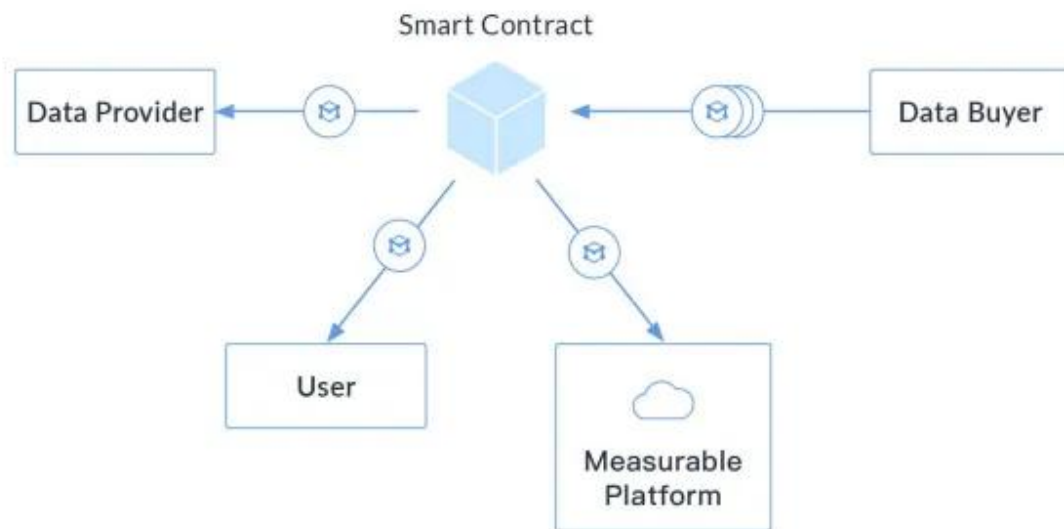 Smart Contract
Data Provider
Data Buyer
User
Measurable
Platform